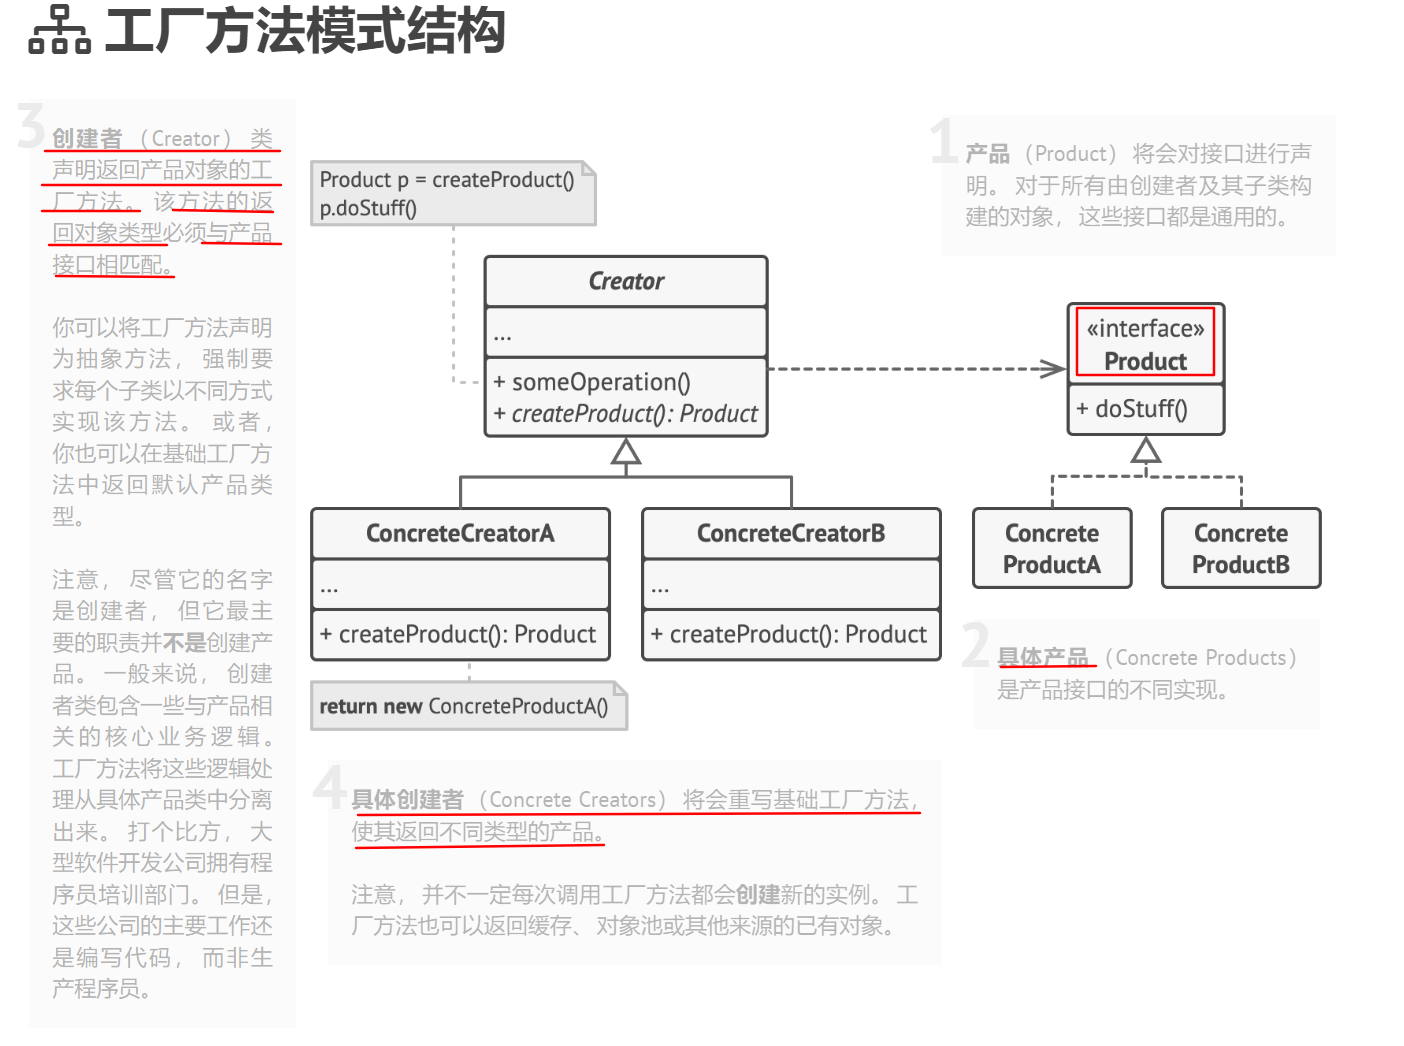 工厂方法模式结构
3
创建者（Creator）类
声明返回产品对象的工
厂方法。 该方法的返
回对象类型必须与产品
接口相匹配。
你可以将工厂方法声明
为抽象方法， 强制要
求每个子类以不同方式
实现该方法。 或者，
你也可以在基础工厂方
法中返回默认产品类
型。
注意， 尽管它的名字
是创建者， 但它最主
要的职责并不是创建产
品。 一般来说， 创建
者类包含一些与产品相
关的核心业务逻辑。
工厂方法将这些逻辑处
理从具体产品类中分离
出来。 打个比方， 大
型软件开发公司拥有程
序员培训部门。 但是，
这些公司的主要工作还
是编写代码， 而非生
产程序员。
Product p = createProduct()
p.doStuff()
Creator
...
+ someOperation()
+ createProduct(): Product
ConcreteCreatorA
...
+ createProduct(): Product
ConcreteCreatorB
...
+ createProduct(): Product
return new ConcreteProductA()
1
产品（Product）将会对接口进行声
明。 对于所有由创建者及其子类构
建的对象， 这些接口都是通用的。
«interface»
Product
+ doStuff()
Concrete
ProductA
Concrete
ProductB
2
具体产品（Concrete Products）
是产品接口的不同实现。
4
具体创建者（Concrete Creators）将会重写基础工厂方法，
使其返回不同类型的产品。
注意， 并不一定每次调用工厂方法都会创建新的实例。 工
厂方法也可以返回缓存、 对象池或其他来源的已有对象。